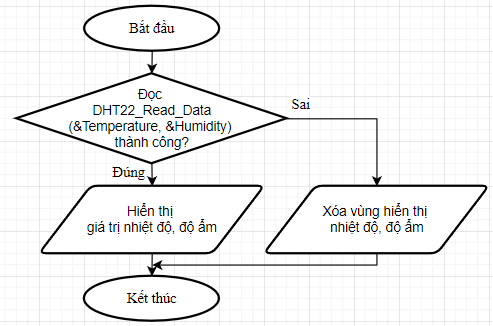 Bắt đầu
Đọc
DHT22_Read_Data
(&Temperature, &Humidity)
thành công?
Sai
Đúng
Hiển thị
giá trị nhiệt độ, độ ẩm
Xóa vùng hiển thị
nhiệt độ, độ ẩm
Kết thúc